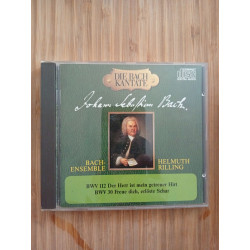 DIE BACH
KANTATE
Johann Sebastian Bach
BACH-
ENSEMBLE
HELMUTH
RILLING
BWV 112 Der Herr ist mein getreuer Hirt
BWV 30 Freue dich, erlöste Schar